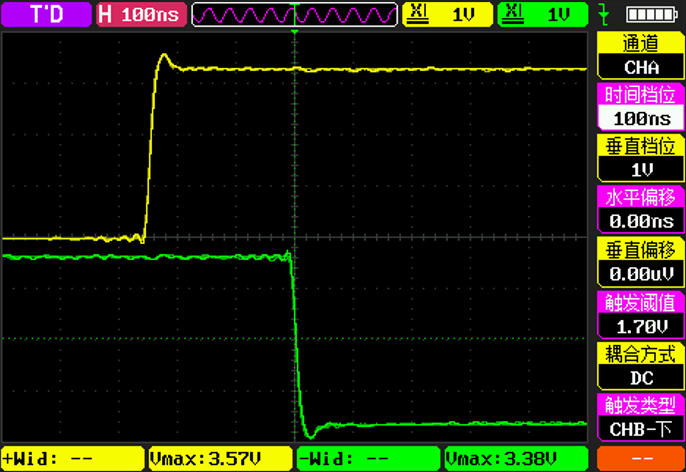 T'D H 100ns X1 1V X1 1V
通道
CHA
时间档位
100ns
垂直档位
1V
水平偏移
0.00ns
垂直偏移
0.00uV
触发阈值
1.70V
耦合方式
DC
触发类型
CHB-下
+Wid: -- Vmax:3.57V -Wid: -- Vmax:3.38V --